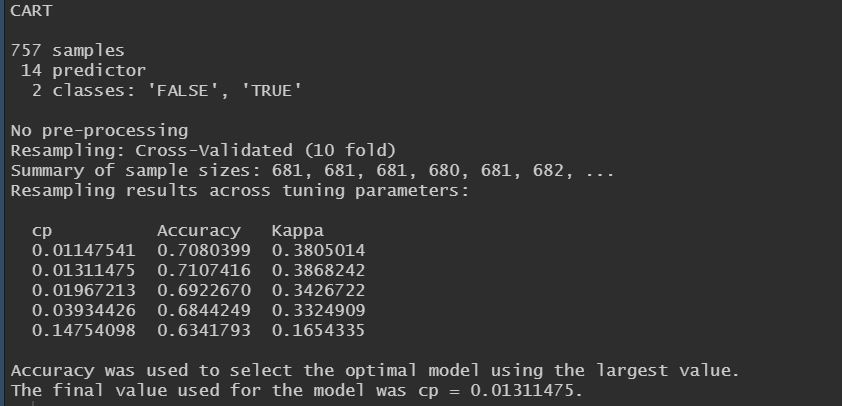 CART
757 samples
14 predictor
2 classes: 'FALSE', 'TRUE'
No pre-processing
Resampling: Cross-Validated (10 fold)
Summary of sample sizes: 681, 681, 681, 680, 681, 682, ...
Resampling results across tuning parameters:
cp Accuracy Kappa
0.01147541 0.7080399 0.3805014
0.01311475 0.7107416 0.3868242
0.01967213 0.6922670 0.3426722
0.03934426 0.6844249 0.3324909
0.14754098 0.6341793 0.1654335
Accuracy was used to select the optimal model using the largest value.
The final value used for the model was cp = 0.01311475.